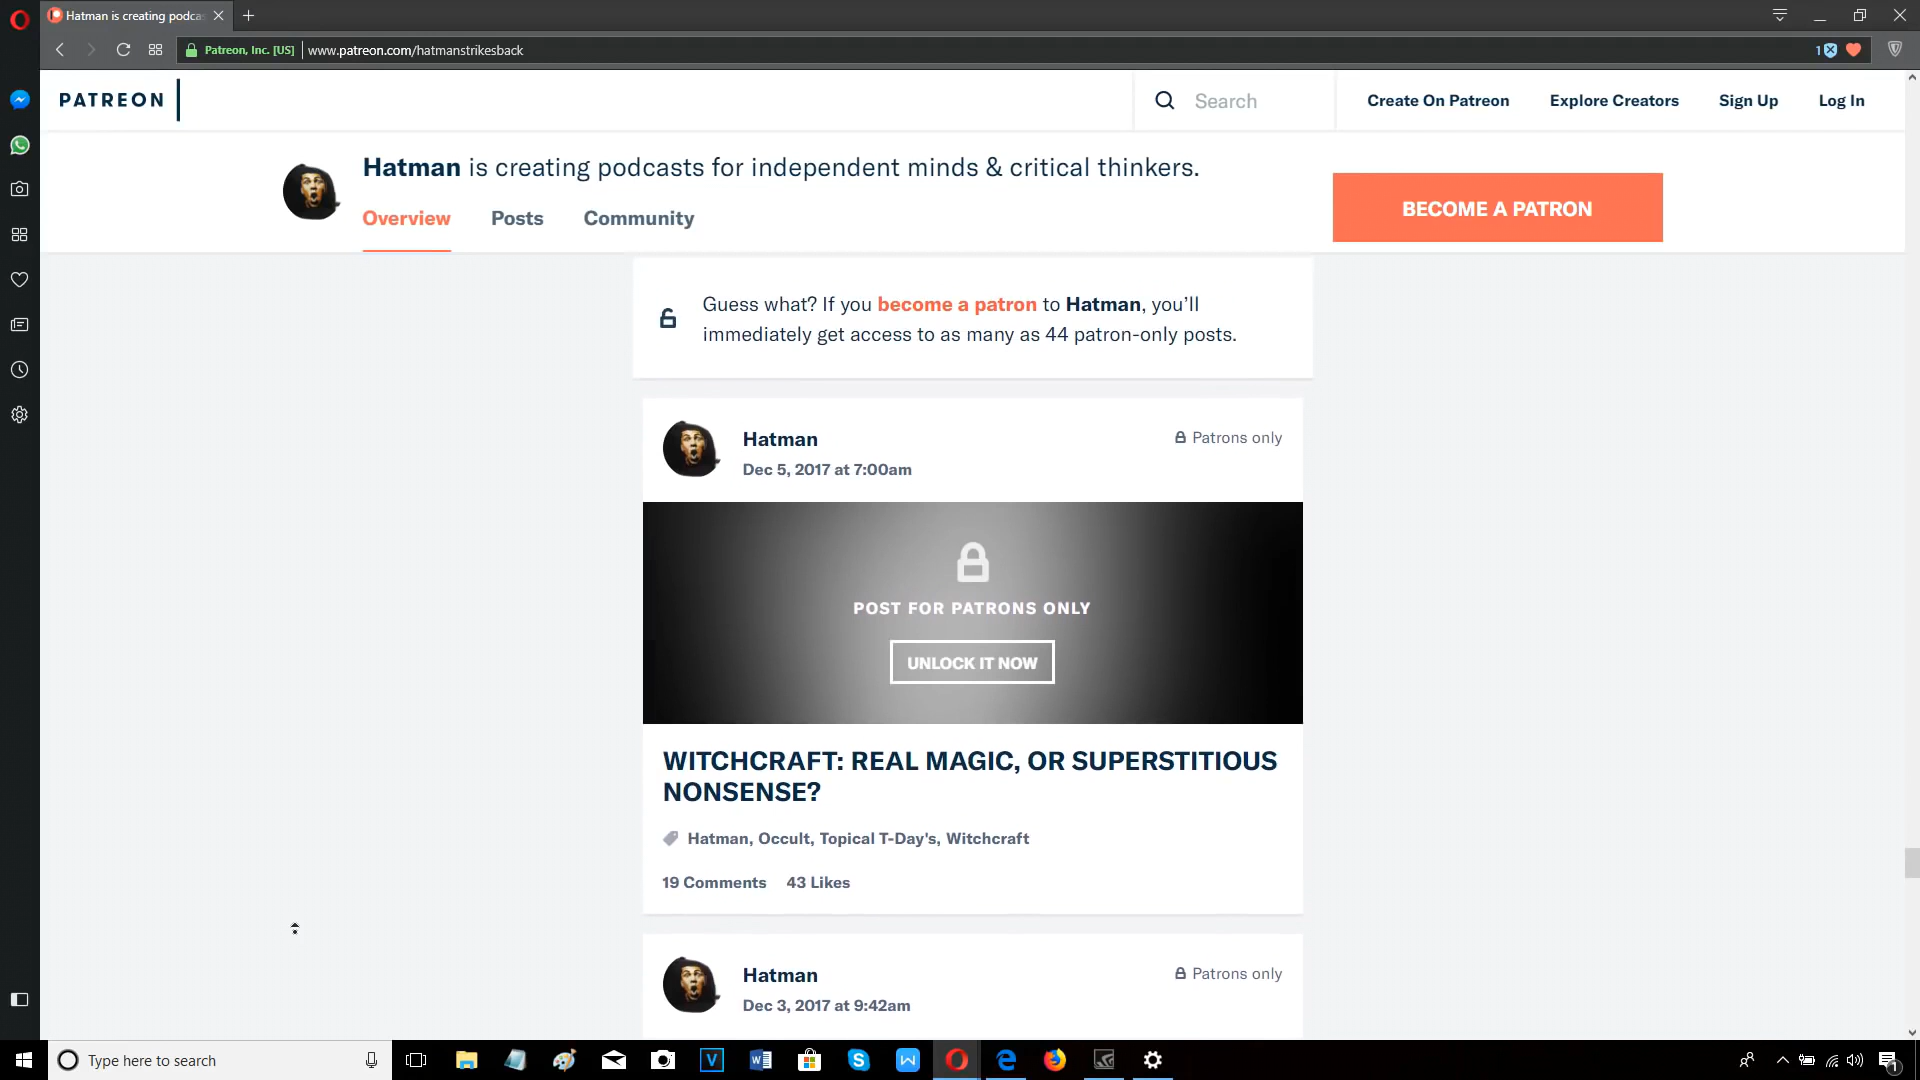 Hatman is creating podca
Patreon, Inc. [US] www.patreon.com/hatmanstrikesback
1
PATREON
Search
Create On Patreon
Explore Creators
Sign Up
Log In
Hatman is creating podcasts for independent minds & critical thinkers.
Overview
Posts
Community
BECOME A PATRON
Guess what? If you become a patron to Hatman, you'll
immediately get access to as many as 44 patron-only posts.
Hatman
Patrons only
Dec 5, 2017 at 7:00am
POST FOR PATRONS ONLY
UNLOCK IT NOW
WITCHCRAFT: REAL MAGIC, OR SUPERSTITIOUS
NONSENSE?
Hatman, Occult, Topical T-Day's, Witchcraft
19 Comments 43 Likes
Hatman
Patrons only
Dec 3, 2017 at 9:42am
Type here to search
1